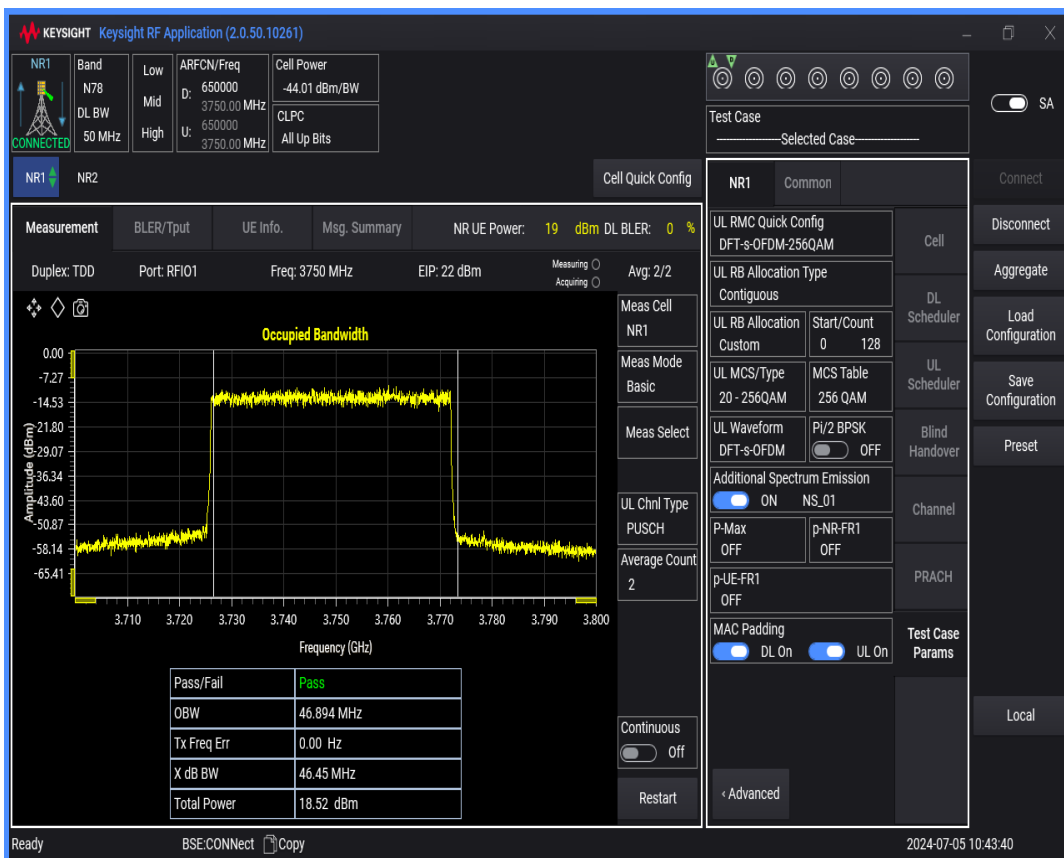 KEYSIGHT Keysight RF Application (2.0.50.10261)
NR1
CONNECTED
Band
N78
DL BW
50 MHz
Low
Mid
High
ARFCN/Freq
D: 650000
3750.00 MHz
U: 650000
3750.00 MHz
Cell Power
-44.01 dBm/BW
CLPC
All Up Bits
Test Case
Selected Case
SA
NR1 NR2
Cell Quick Config
Measurement BLER/Tput UE Info. Msg. Summary NR UE Power: 19 dBm DL BLER: 0 %
Duplex: TDD Port: RFIO1 Freq: 3750 MHz EIP: 22 dBm Measuring
Acquiring
Avg: 2/2
Occupied Bandwidth
0.00
-7.27
-14.53
-21.80
-29.07
-36.34
-43.60
-50.87
-58.14
-65.41
Amplitude (dBm)
3.710 3.720 3.730 3.740 3.750 3.760 3.770 3.780 3.790 3.800
Frequency (GHz)
Pass/Fail Pass
OBW 46.894 MHz
Tx Freq Err 0.00 Hz
X dB BW 46.45 MHz
Total Power 18.52 dBm
Meas Cell
NR1
Meas Mode
Basic
Meas Select
UL Chnl Type
PUSCH
Average Count
2
Continuous
Off
Restart
NR1 Common
UL RMC Quick Config
DFT-s-OFDM-256QAM
UL RB Allocation Type
Contiguous
UL RB Allocation
Custom
Start/Count
0 128
UL MCS/Type
20 - 256QAM
MCS Table
256 QAM
UL Waveform
DFT-s-OFDM
Pi/2 BPSK
OFF
Additional Spectrum Emission
ON NS_01
P-Max
OFF
p-NR-FR1
OFF
p-UE-FR1
OFF
MAC Padding
DL On UL On
‹ Advanced
Cell
DL
Scheduler
UL
Scheduler
Blind
Handover
Channel
PRACH
Test Case
Params
Connect
Disconnect
Aggregate
Load
Configuration
Save
Configuration
Preset
Local
Ready BSE:CONNect Copy 2024-07-05 10:43:40